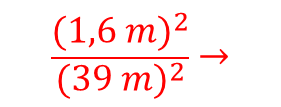 (1,6 m)²
(39 m)² →